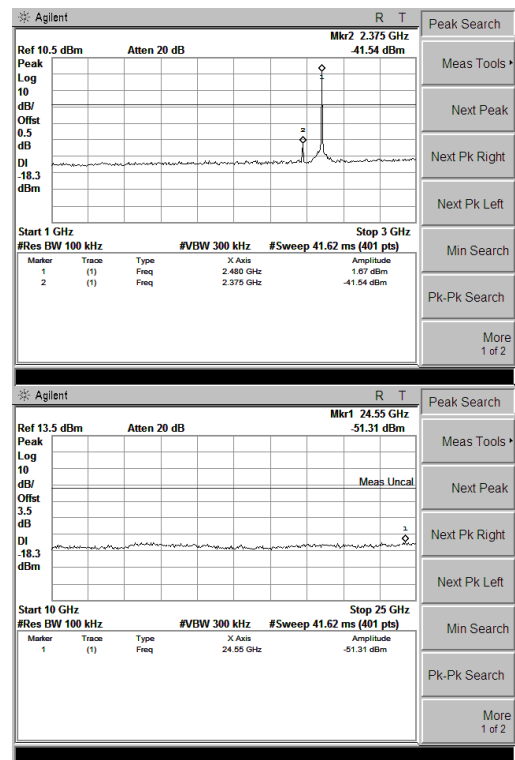 Agilent R T
Peak Search
Mkr2 2.375 GHz
Ref 10.5 dBm Atten 20 dB -41.54 dBm
Peak
Log
10
dB/
Offst
0.5
dB
DI
-18.3
dBm
1
2
Start 1 GHz Stop 3 GHz
#Res BW 100 kHz #VBW 300 kHz #Sweep 41.62 ms (401 pts)
Marker Trace Type X Axis Amplitude
1 (1) Freq 2.480 GHz 1.67 dBm
2 (1) Freq 2.375 GHz -41.54 dBm
Meas Tools
Next Peak
Next Pk Right
Next Pk Left
Min Search
Pk-Pk Search
More
1 of 2
Agilent R T
Peak Search
Mkr1 24.55 GHz
Ref 13.5 dBm Atten 20 dB -51.31 dBm
Peak
Log
10
dB/
Offst
3.5
dB
DI
-18.3
dBm
Meas Uncal
1
Start 10 GHz Stop 25 GHz
#Res BW 100 kHz #VBW 300 kHz #Sweep 41.62 ms (401 pts)
Marker Trace Type X Axis Amplitude
1 (1) Freq 24.55 GHz -51.31 dBm
Meas Tools
Next Peak
Next Pk Right
Next Pk Left
Min Search
Pk-Pk Search
More
1 of 2